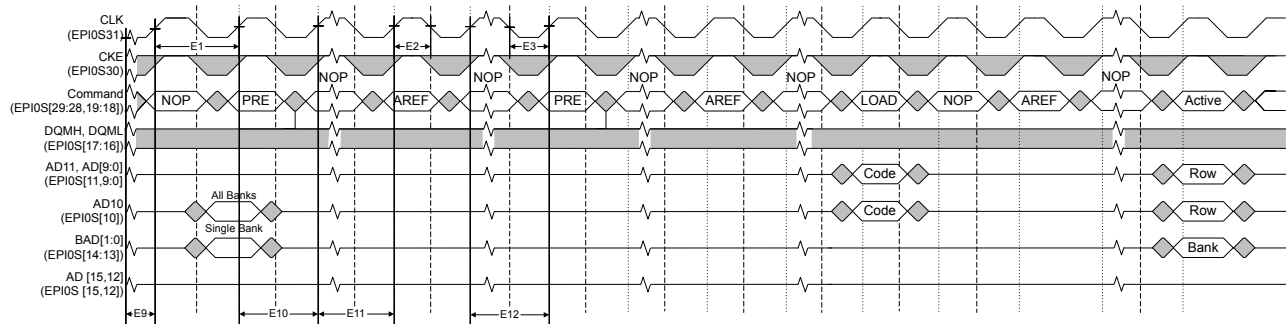 CLK
(EPI0S31)
E1
E2
E3
CKE
(EPI0S30)
NOP
NOP
NOP
NOP
NOP
Command
(EPI0S[29:28,19:18])
NOP
PRE
AREF
PRE
AREF
LOAD
NOP
AREF
Active
DQMH, DQML
(EPI0S[17:16])
AD11, AD[9:0]
(EPI0S[11,9:0])
Code
Row
All Banks
AD10
(EPI0S[10])
Code
Row
Single Bank
BAD[1:0]
(EPI0S[14:13])
Bank
AD [15,12]
(EPI0S [15,12])
E9
E10
E11
E12